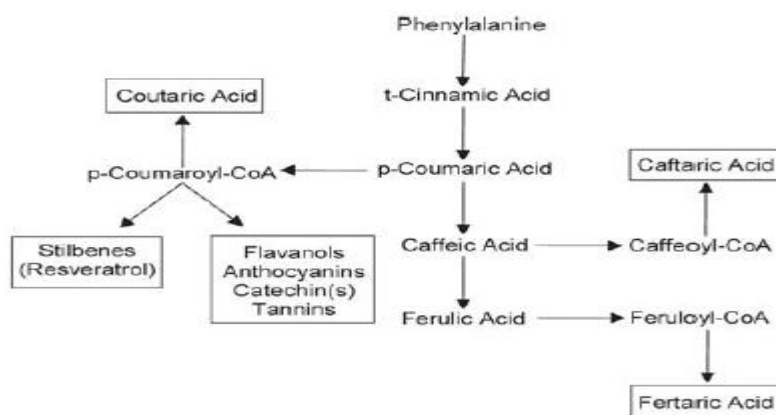 Phenylalanine
Coutaric Acid
t-Cinnamic Acid
p-Coumaroyl-CoA
p-Coumaric Acid
Caftaric Acid
Stilbenes
(Resveratrol)
Flavanols
Anthocyanins
Catechin(s)
Tannins
Caffeic Acid
Caffeoyl-CoA
Ferulic Acid
Feruloyl-CoA
Fertaric Acid